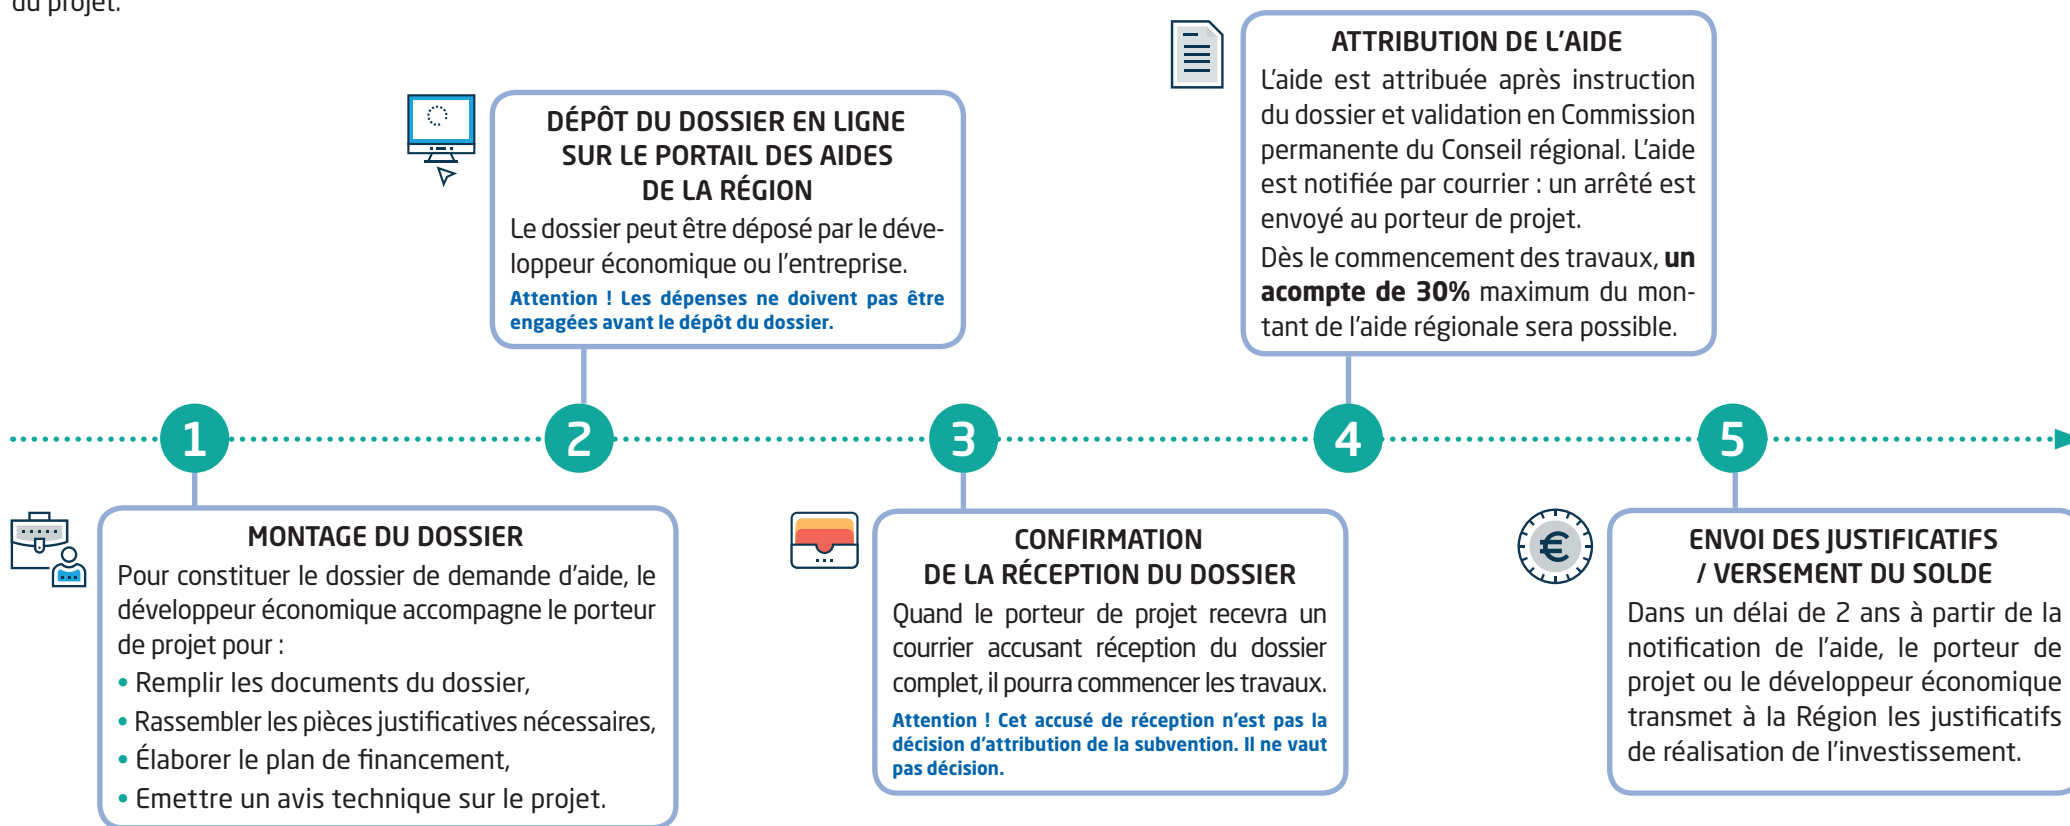 du projet.
1
MONTAGE DU DOSSIER
Pour constituer le dossier de demande d'aide, le
développeur économique accompagne le porteur
de projet pour :
• Remplir les documents du dossier,
• Rassembler les pièces justificatives nécessaires,
• Élaborer le plan de financement,
• Emettre un avis technique sur le projet.
2
DÉPÔT DU DOSSIER EN LIGNE
SUR LE PORTAIL DES AIDES
DE LA RÉGION
Le dossier peut être déposé par le déve-
loppeur économique ou l'entreprise.
Attention ! Les dépenses ne doivent pas être
engagées avant le dépôt du dossier.
3
CONFIRMATION
DE LA RÉCEPTION DU DOSSIER
Quand le porteur de projet recevra un
courrier accusant réception du dossier
complet, il pourra commencer les travaux.
Attention ! Cet accusé de réception n'est pas la
décision d'attribution de la subvention. Il ne vaut
pas décision.
4
ATTRIBUTION DE L'AIDE
L'aide est attribuée après instruction
du dossier et validation en Commission
permanente du Conseil régional. L'aide
est notifiée par courrier : un arrêté est
envoyé au porteur de projet.
Dès le commencement des travaux, un
acompte de 30% maximum du mon-
tant de l'aide régionale sera possible.
5
€
ENVOI DES JUSTIFICATIFS
/ VERSEMENT DU SOLDE
Dans un délai de 2 ans à partir de la
notification de l'aide, le porteur de
projet ou le développeur économique
transmet à la Région les justificatifs
de réalisation de l'investissement.